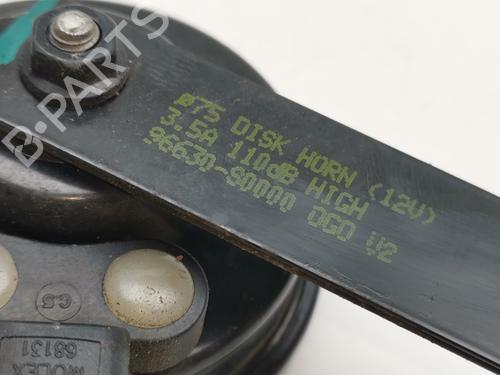 ø75 DISK HORN (12V)
3.5A 110dB HIGH
96630-S0000 DGO V2
GS
MOLEX
68131
B-PARTS